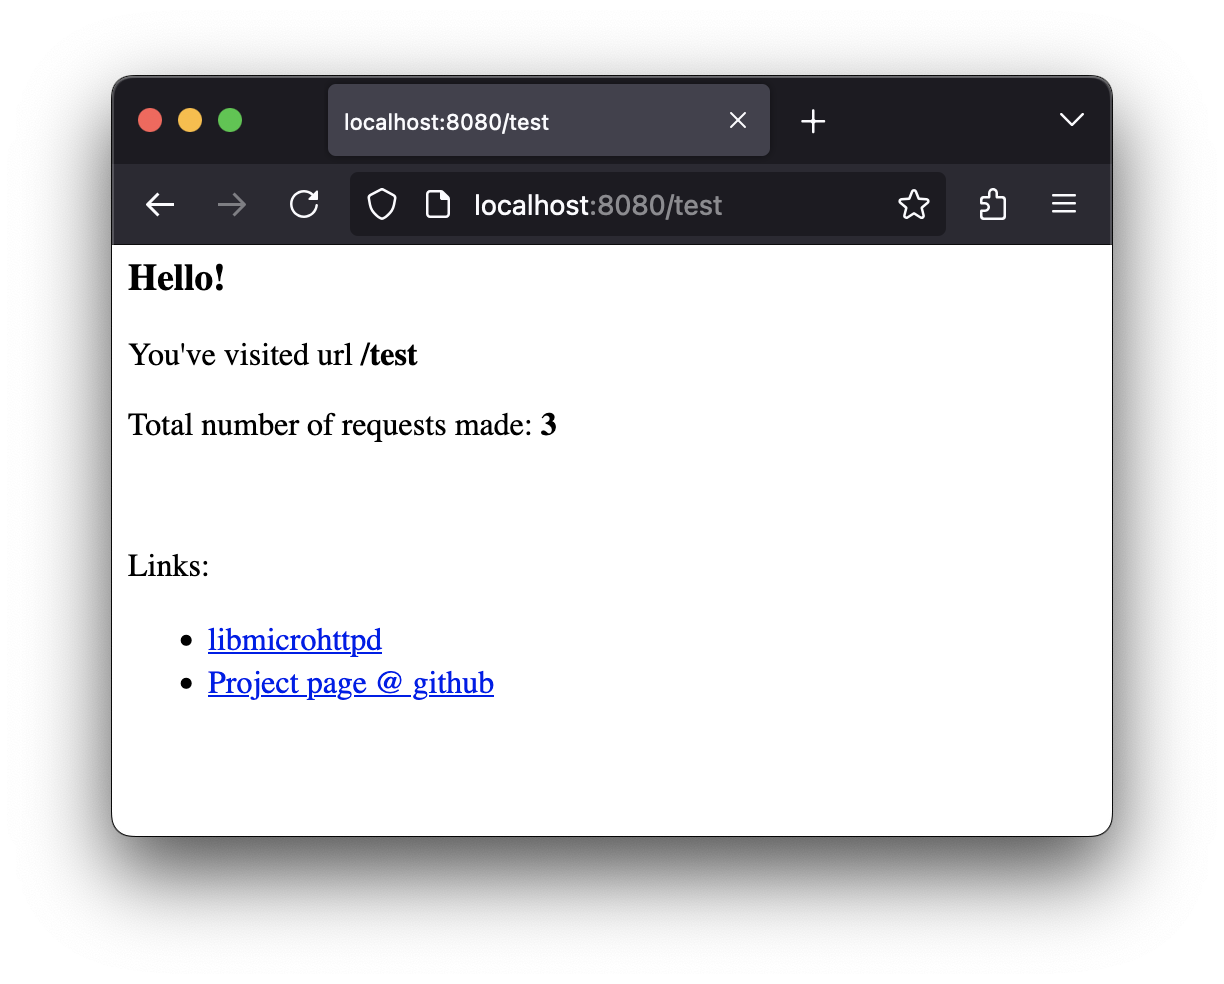 localhost:8080/test
localhost:8080/test
Hello!
You've visited url /test
Total number of requests made: 3
Links:
libmicrohttpd
Project page @ github